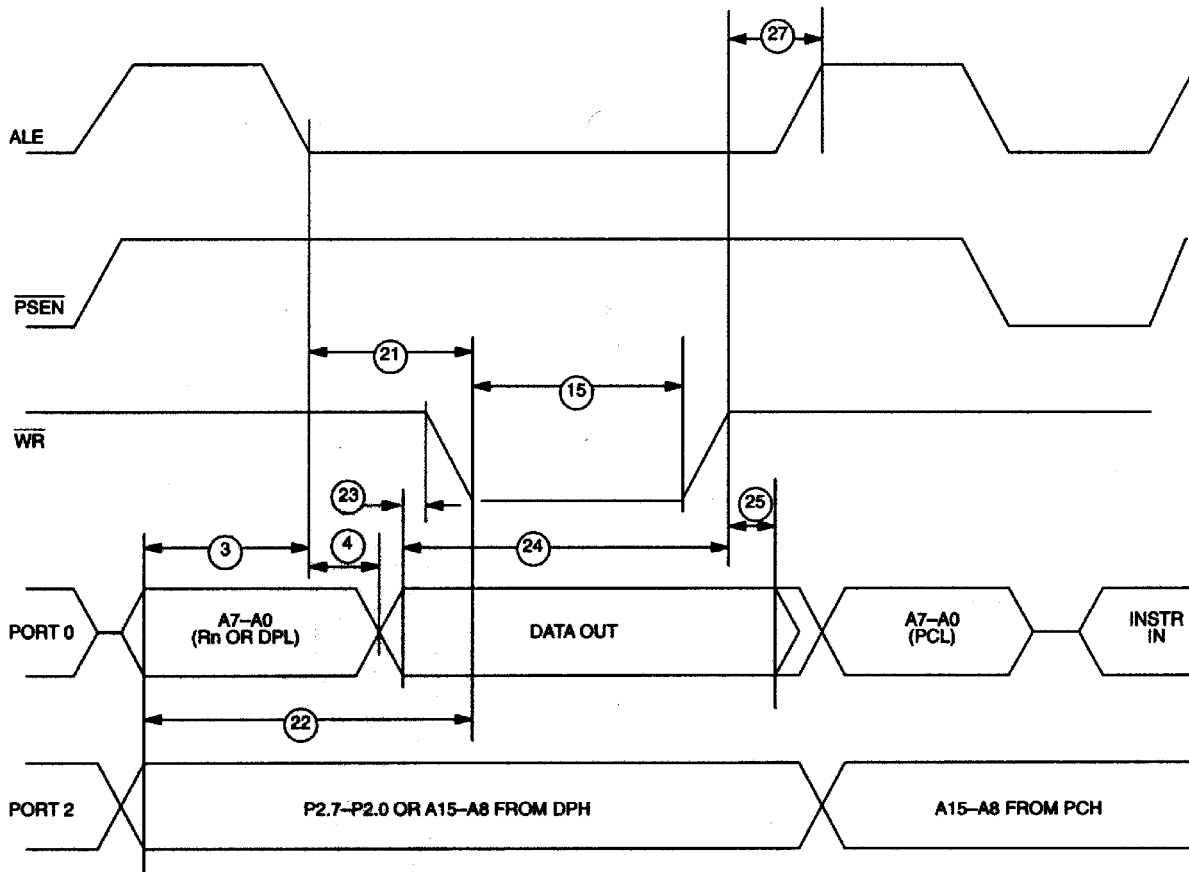 27
ALE
PSEN
21
15
WR
23
25
3
4
24
PORT 0
A7–A0
(Rn OR DPL)
DATA OUT
A7–A0
(PCL)
INSTR
IN
22
PORT 2
P2.7–P2.0 OR A15–A8 FROM DPH
A15–A8 FROM PCH